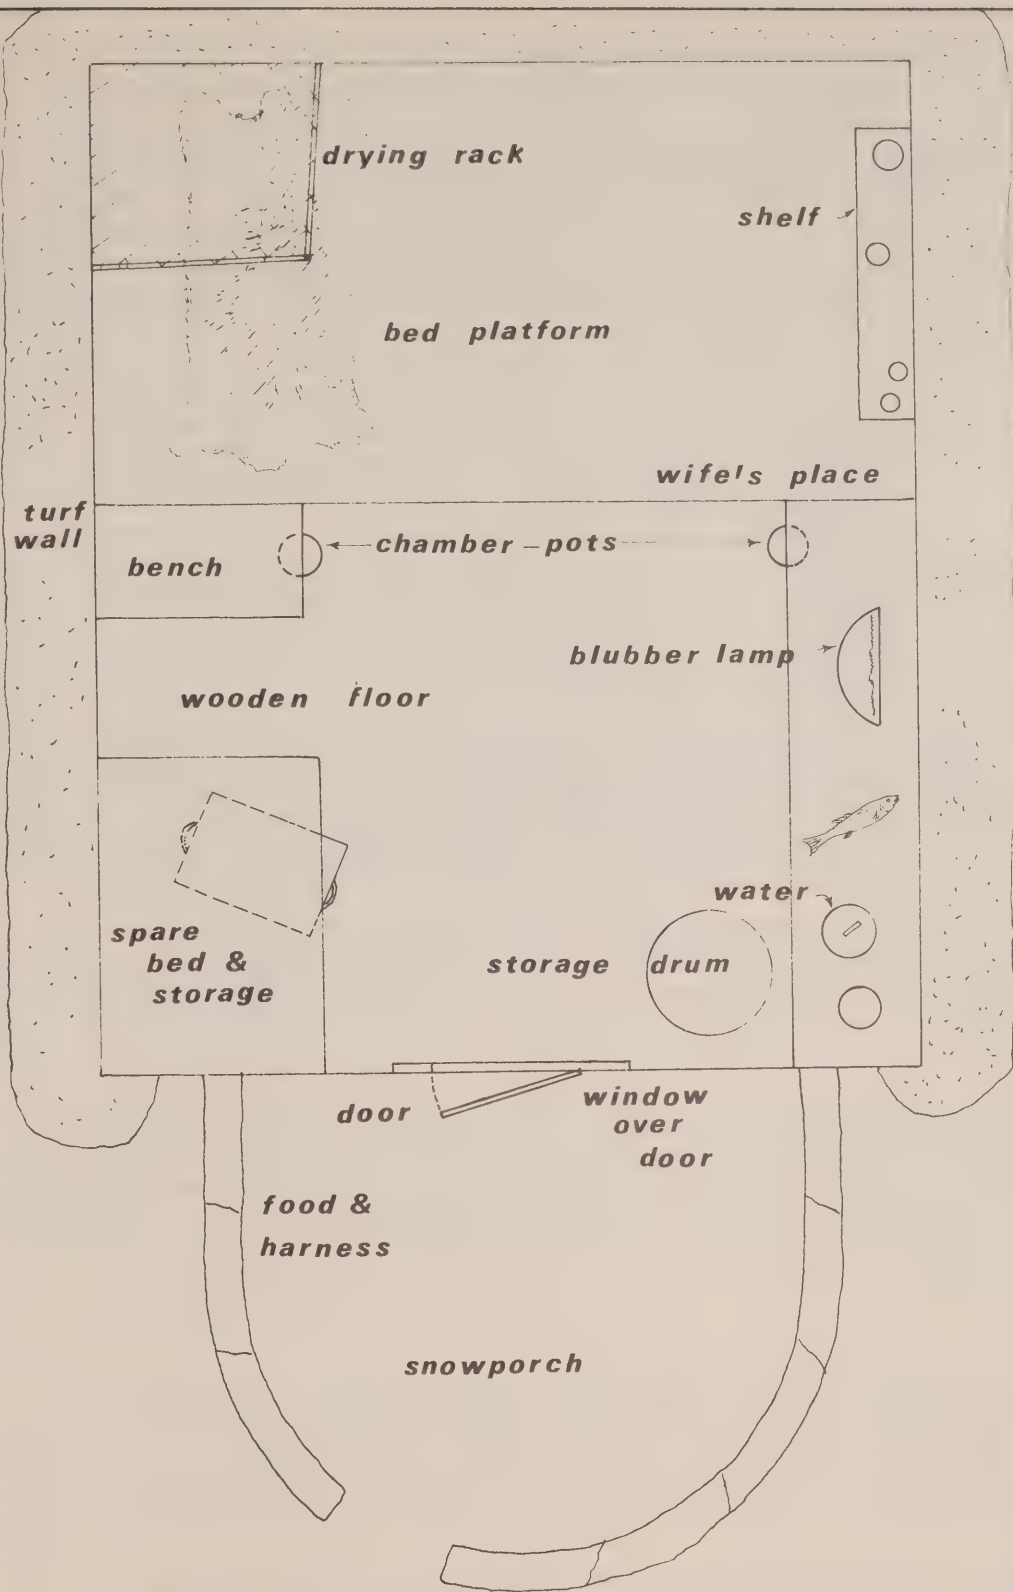 drying rack
shelf
bed platform
wife's place
turf
wall
chamber-pots
bench
blubber lamp
wooden floor
water
spare
bed &
storage
storage drum
door
window
over
door
food &
harness
snowporch